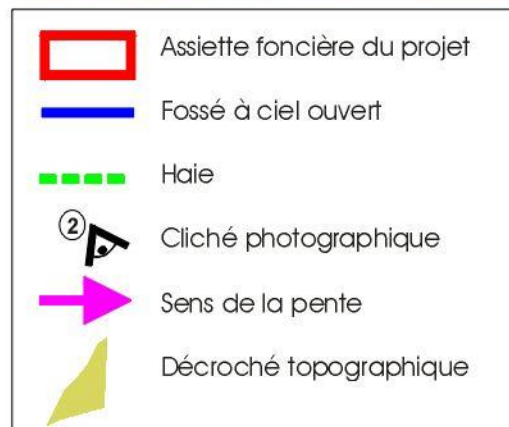 Assiette foncière du projet
Fossé à ciel ouvert
Haie
2 Cliché photographique
Sens de la pente
Décroché topographique